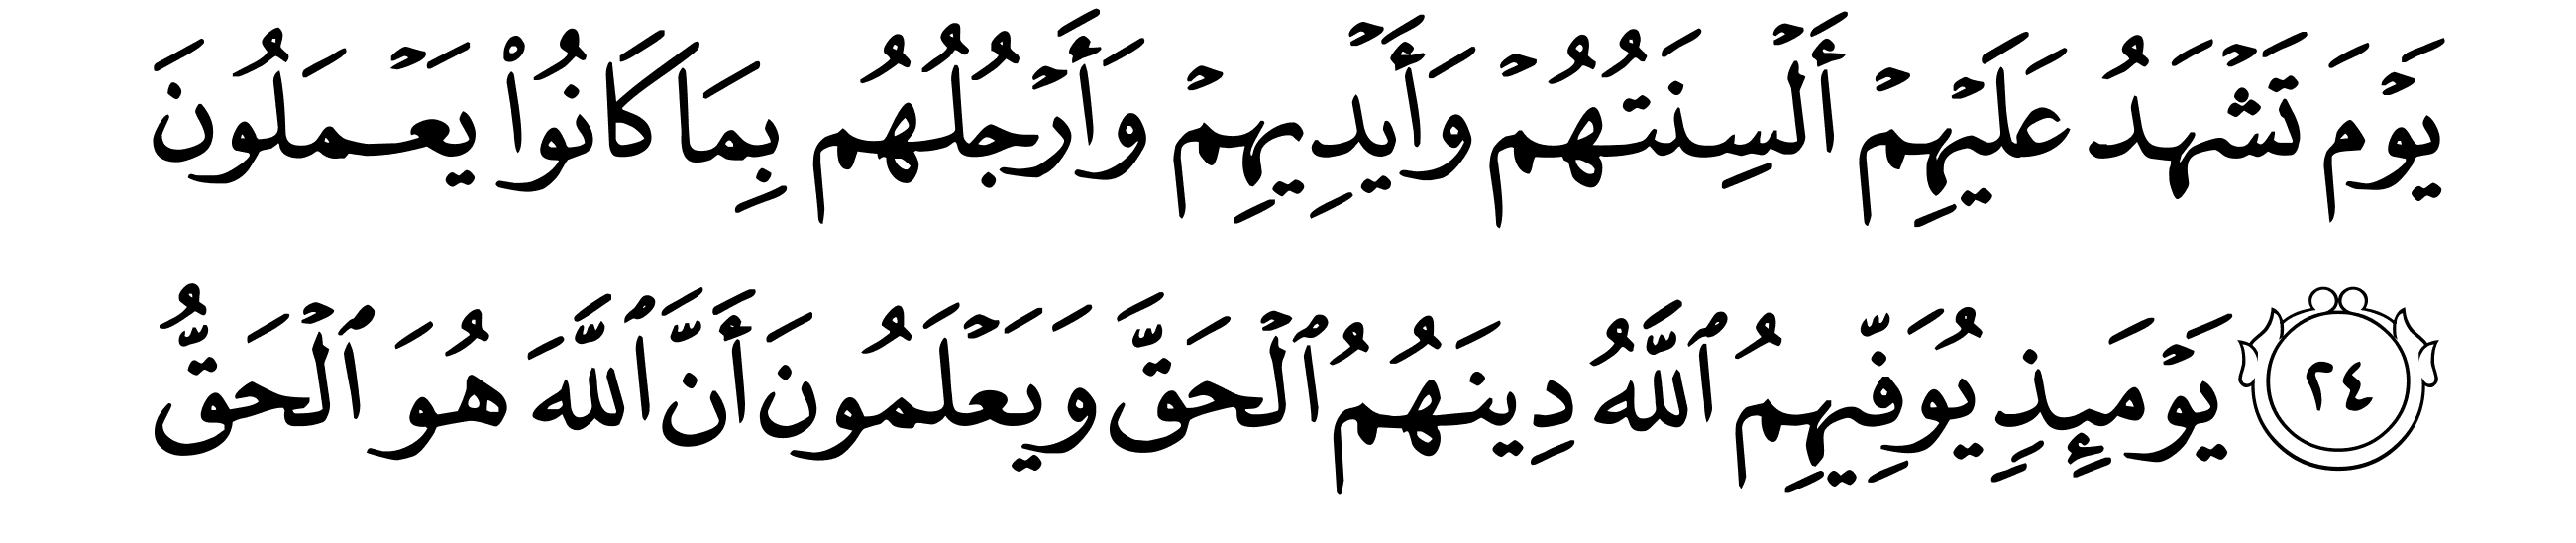 يَوۡمَ تَشۡهَدُ عَلَيۡهِمۡ أَلۡسِنَتُهُمۡ وَأَيۡدِيهِمۡ وَأَرۡجُلُهُم بِمَا كَانُواْ يَعۡمَلُونَ
٢٤ يَوۡمَئِذٖ يُوَفِّيهِمُ ٱللَّهُ دِينَهُمُ ٱلۡحَقَّ وَيَعۡلَمُونَ أَنَّ ٱللَّهَ هُوَ ٱلۡحَقُّ